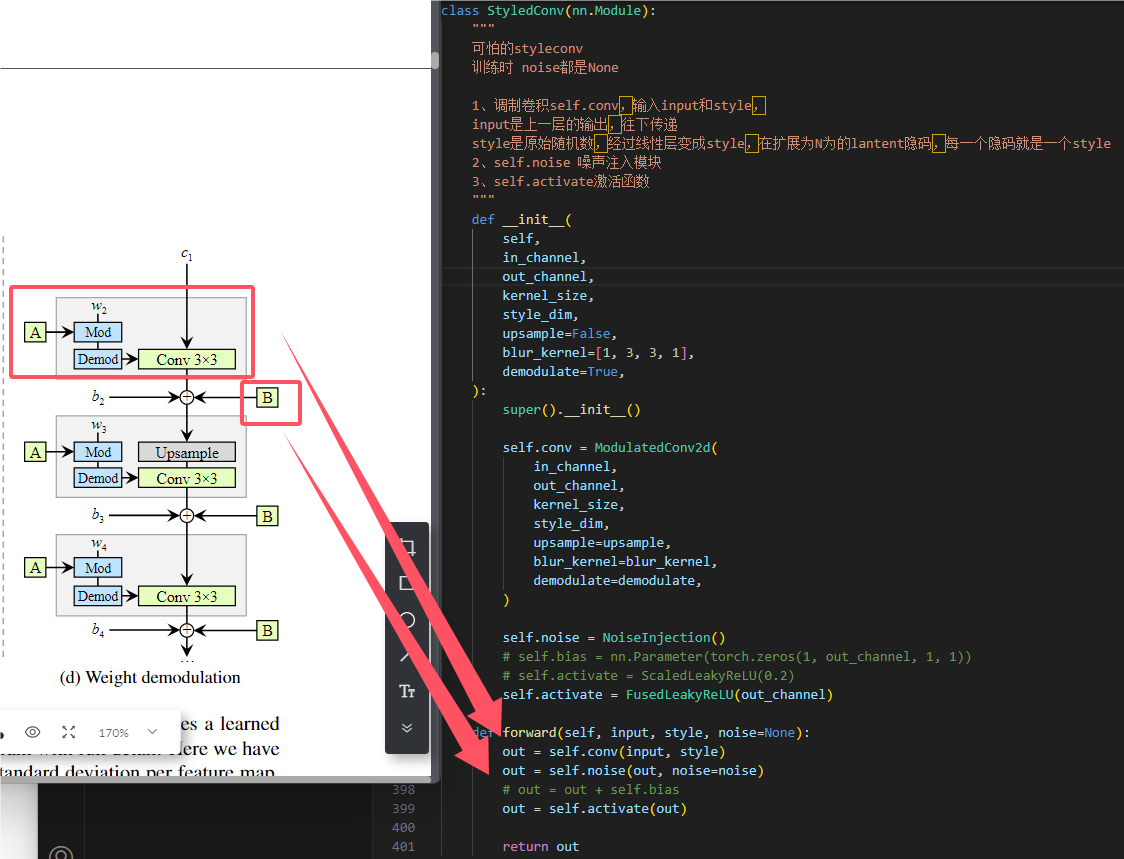 c1
w2
A
Mod
Demod
Conv 3×3
b2
B
w3
A
Mod
Upsample
Demod
Conv 3×3
b3
B
w4
A
Mod
Demod
Conv 3×3
b4
B
...
(d) Weight demodulation
es a learned
Here we have
tandard deviation per feature map
170%
Tт
class StyledConv(nn.Module):
"""
可怕的styleconv
训练时 noise都是None
1、调制卷积self.conv，输入input和style，
input是上一层的输出，往下传递
style是原始随机数，经过线性层变成style，在扩展为N为的lantent隐码，每一个隐码就是一个style
2、self.noise 噪声注入模块
3、self.activate激活函数
"""
def __init__(
self,
in_channel,
out_channel,
kernel_size,
style_dim,
upsample=False,
blur_kernel=[1, 3, 3, 1],
demodulate=True,
):
super().__init__()
self.conv = ModulatedConv2d(
in_channel,
out_channel,
kernel_size,
style_dim,
upsample=upsample,
blur_kernel=blur_kernel,
demodulate=demodulate,
)
self.noise = NoiseInjection()
# self.bias = nn.Parameter(torch.zeros(1, out_channel, 1, 1))
# self.activate = ScaledLeakyReLU(0.2)
self.activate = FusedLeakyReLU(out_channel)
def forward(self, input, style, noise=None):
out = self.conv(input, style)
out = self.noise(out, noise=noise)
398 # out = out + self.bias
399 out = self.activate(out)
400
401 return out